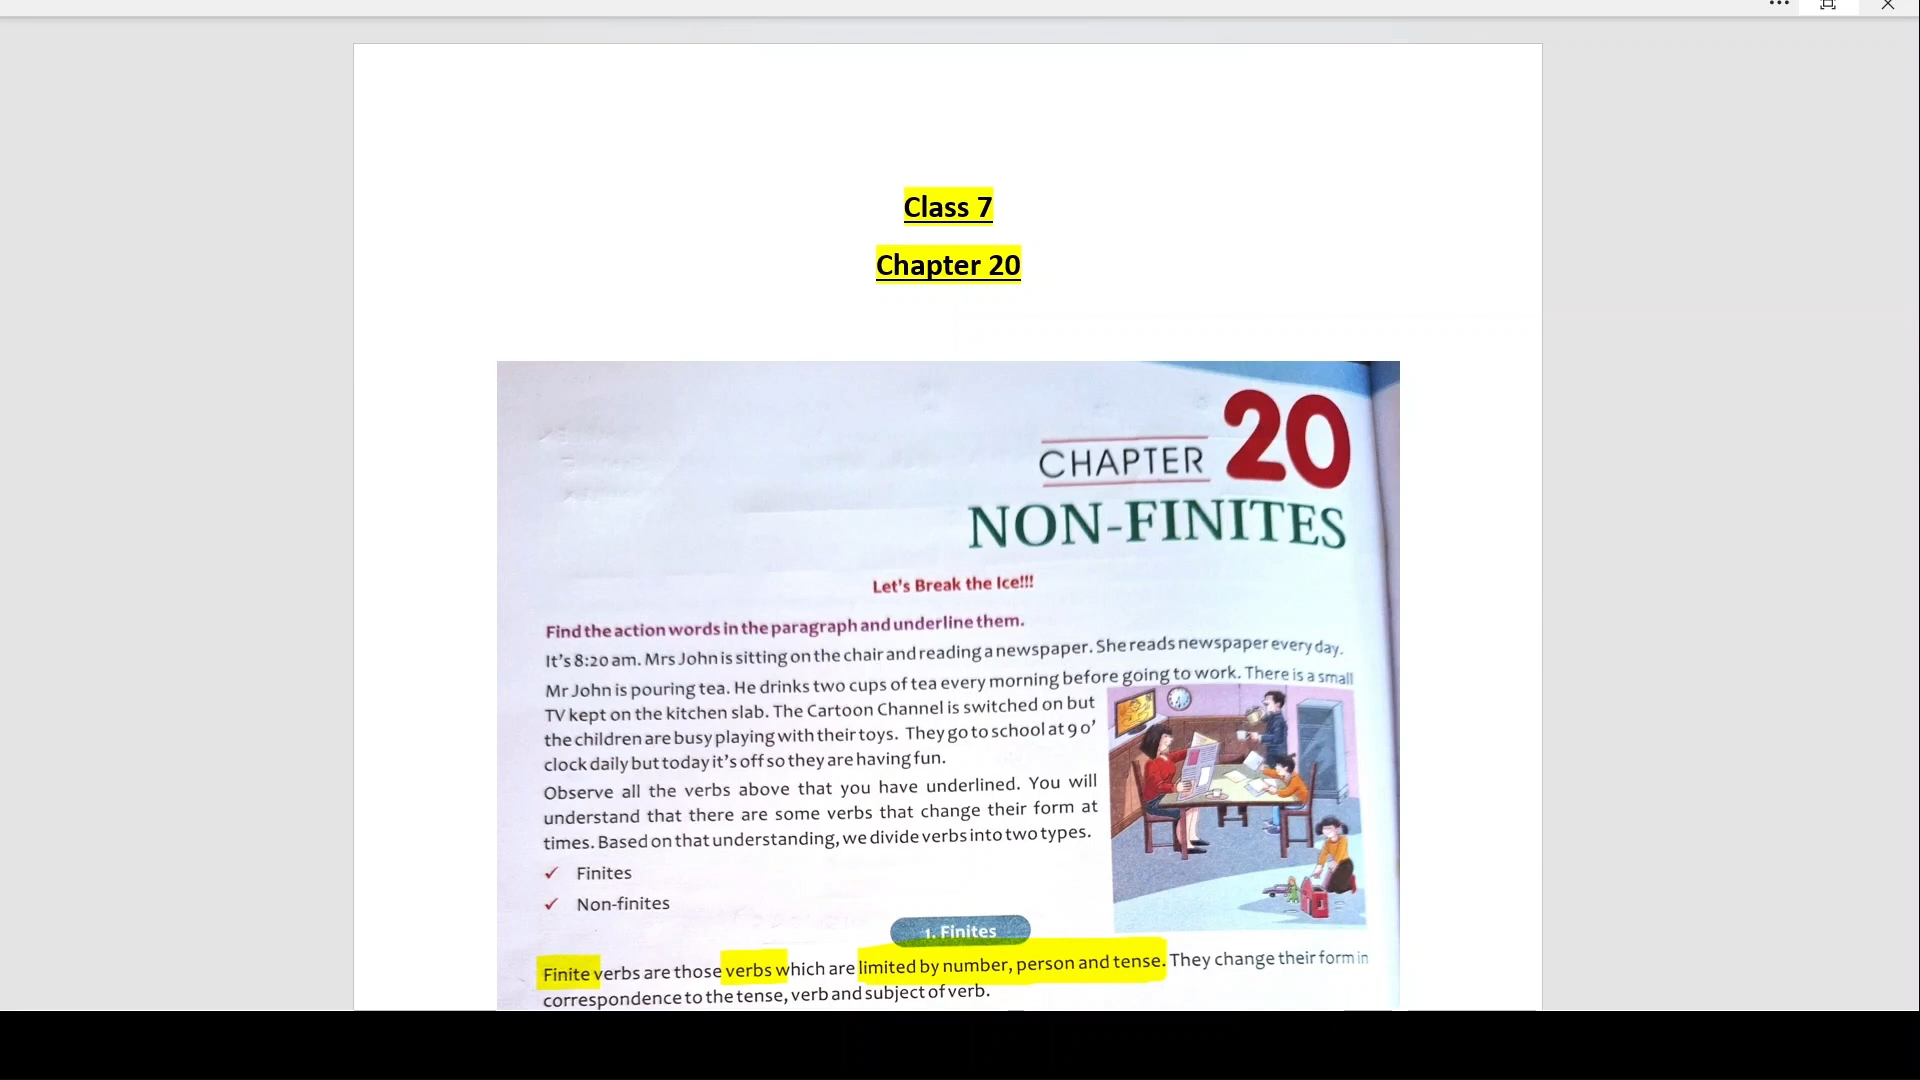 Class 7
Chapter 20
CHAPTER 20
NON-FINITES
Let's Break the Ice!!!
Find the action words in the paragraph and underline them.
It's 8:20 am. Mrs John is sitting on the chair and reading a newspaper. She reads newspaper every day.
Mr John is pouring tea. He drinks two cups of tea every morning before going to work. There is a small
TV kept on the kitchen slab. The Cartoon Channel is switched on but
the children are busy playing with their toys. They go to school at 9 o'
clock daily but today it's off so they are having fun.
Observe all the verbs above that you have underlined. You will
understand that there are some verbs that change their form at
times. Based on that understanding, we divide verbs into two types.
✓ Finites
✓ Non-finites
1. Finites
Finite verbs are those verbs which are limited by number, person and tense. They change their form in
correspondence to the tense, verb and subject of verb.